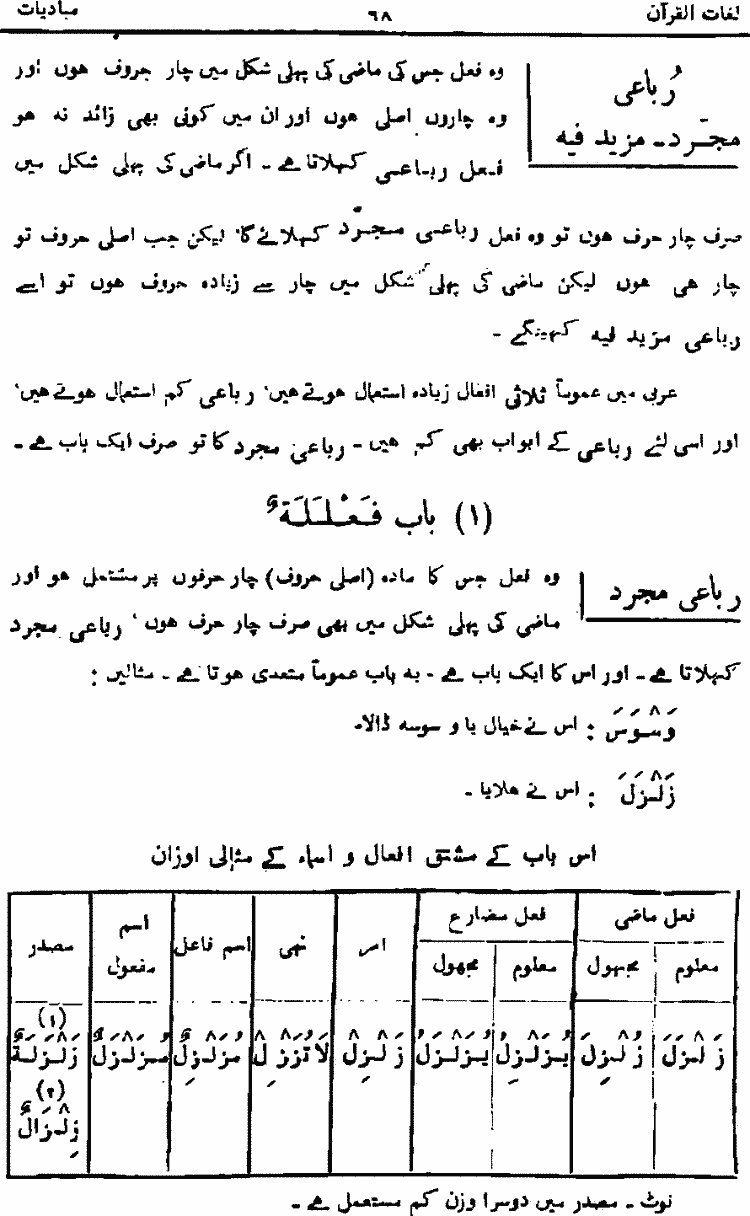 لغات القرآن ٦٨ مبادیات
رُباعی
مجرّد - مزید فیه
وہ فعل جس کی ماضی کی پہلی شکل میں چار حروف ہوں اور
وہ چاروں اصلی ہوں اور ان میں کوئی بھی زائد نہ ہو
فعل رباعی کہلاتا ہے - اگر ماضی کی پہلی شکل میں
صرف چار حرف ہوں تو وہ فعل رباعی مجرّد کہلائے گا، لیکن جب اصلی حروف تو
چار ہی ہوں لیکن ماضی کی پہلی شکل میں چار سے زیادہ حروف ہوں تو اسے
رباعی مزید فیه کہینگے -
عربی میں عموماً ثلاثی افعال زیادہ استعمال ہوتے ہیں، رباعی کم استعمال ہوتے ہیں،
اور اسی لئے رباعی کے ابواب بھی کم ہیں - رباعی مجرد کا تو صرف ایک باب ہے -
(۱) باب فَعْلَلَةٌ
رباعی مجرد
وہ فعل جس کا مادہ (اصلی حروف) چار حرفوں پر مشتمل ہو اور
ماضی کی پہلی شکل میں بھی صرف چار حرف ہوں، رباعی مجرد
کہلاتا ہے - اور اس کا ایک باب ہے - یہ باب عموماً متعدی ہوتا ہے - مثالیں :
وَسْوَسَ : اس نے خیال یا وسوسہ ڈالا-
زَلْزَلَ : اس نے ہلایا -
اس باب کے مشتق افعال و اسماء کے مثالی اوزان
فعل ماضی فعل مضارع امر نہی اسم فاعل اسم مفعول مصدر
معلوم مجہول معلوم مجہول
(۱)
زَلْزَلَ زُلْزِلَ يُزَلْزِلُ يُزَلْزَلُ زَلْزِلْ لَا تُزَلْزِلْ مُزَلْزِلٌ مُزَلْزَلٌ زَلْزَلَةٌ
(۲)
زِلْزَالٌ
نوٹ - مصدر میں دوسرا وزن کم مستعمل ہے -